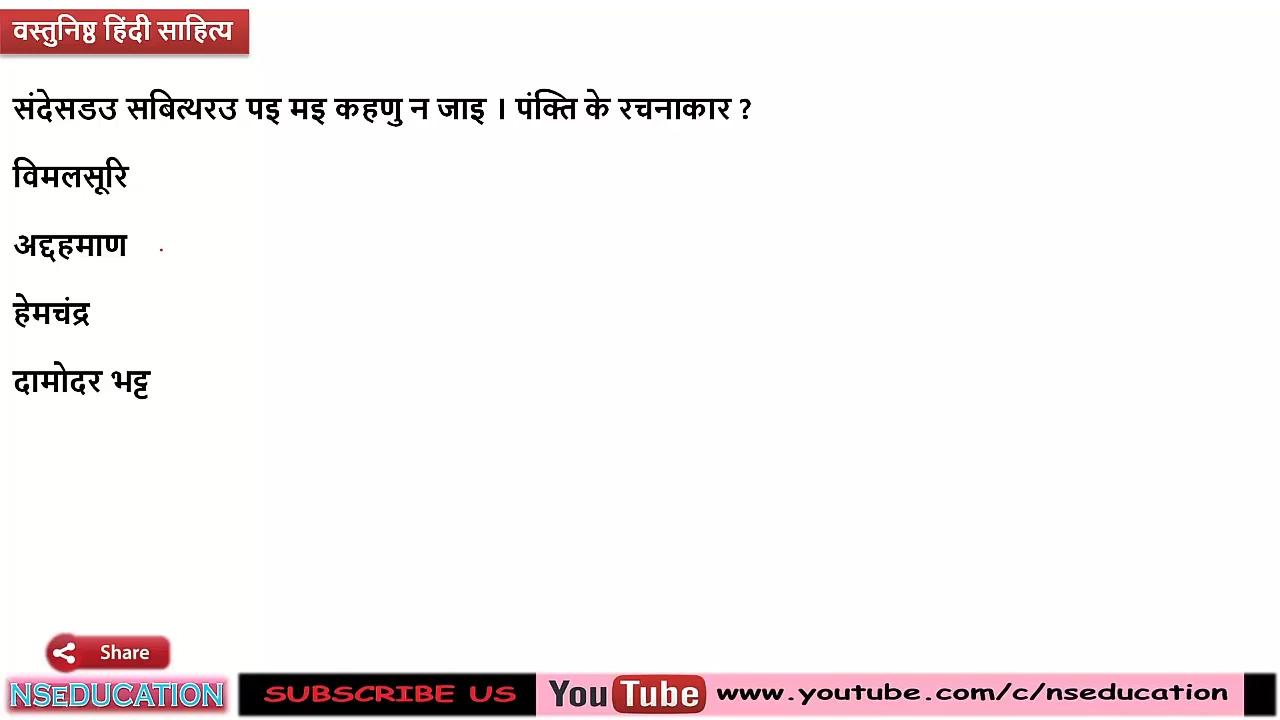 वस्तुनिष्ठ हिंदी साहित्य
संदेसडउ सबित्थरउ पइ मइ कहणु न जाइ । पंक्ति के रचनाकार ?
विमलसूरि
अद्दहमाण
हेमचंद्र
दामोदर भट्ट
Share
NSEDUCATION SUBSCRIBE US YouTube www.youtube.com/c/nseducation